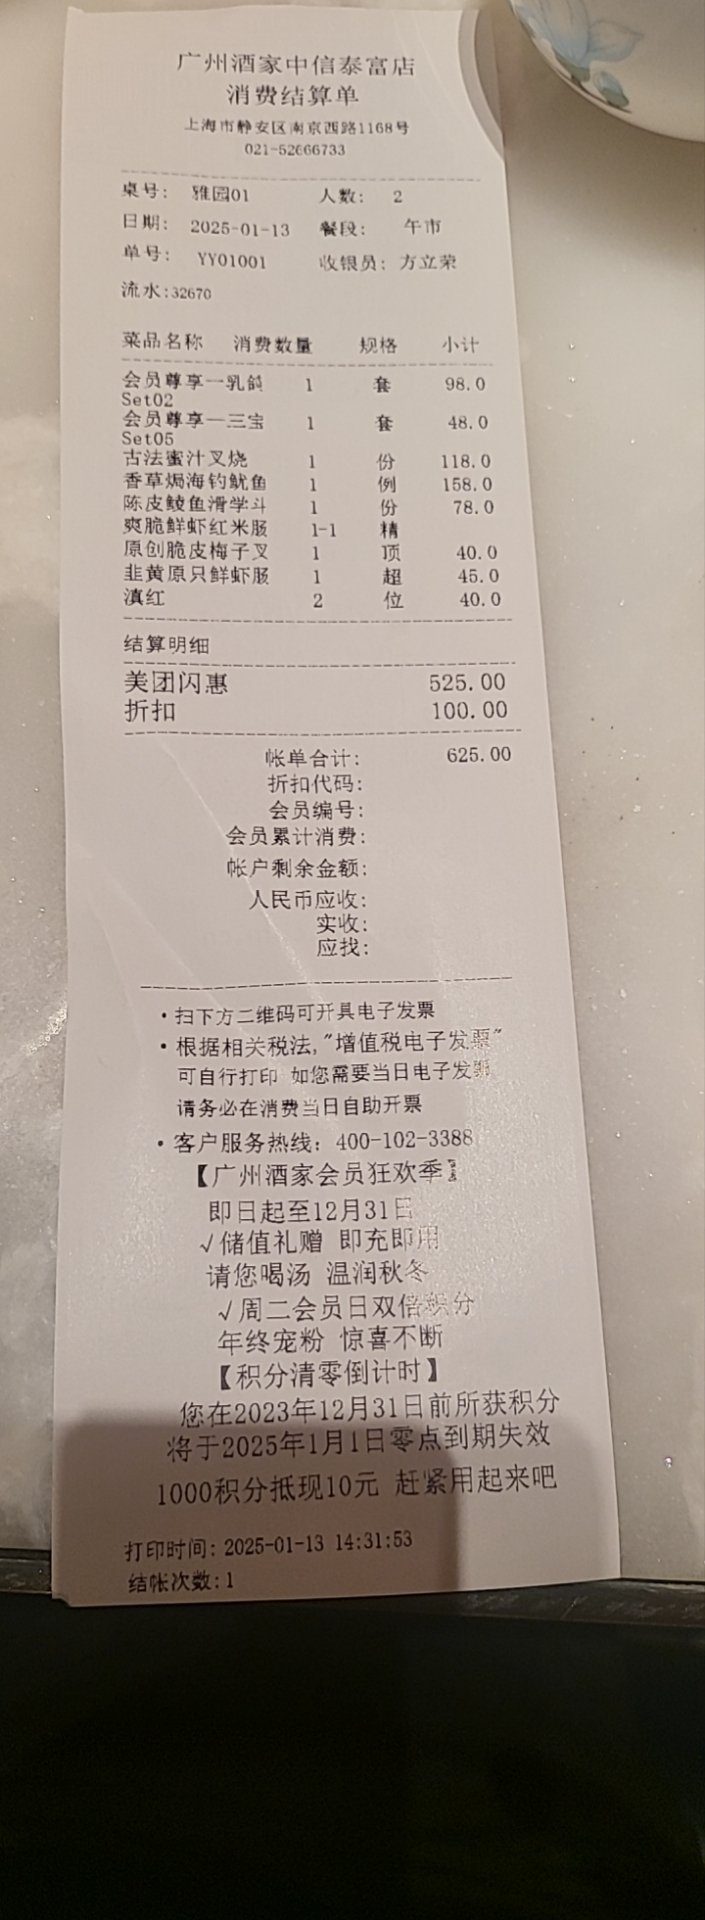 广州酒家中信泰富店
消费结算单
上海市静安区南京西路1168号
021-52666733
桌号: 雅园01 人数: 2
日期: 2025-01-13 餐段: 午市
单号: YY01001 收银员: 方立荣
流水:32670
菜品名称 消费数量 规格 小计
会员尊享一乳鸽 1 套 98.0
Set02
会员尊享一三宝 1 套 48.0
Set05
古法蜜汁叉烧 1 份 118.0
香草焗海钓鱿鱼 1 例 158.0
陈皮鲮鱼滑学斗 1 份 78.0
爽脆鲜虾红米肠 1-1 精
原创脆皮梅子叉 1 顶 40.0
韭黄原只鲜虾肠 1 超 45.0
滇红 2 位 40.0
结算明细
美团闪惠 525.00
折扣 100.00
帐单合计: 625.00
折扣代码:
会员编号:
会员累计消费:
帐户剩余金额:
人民币应收:
实收:
应找:
·扫下方二维码可开具电子发票
·根据相关税法,"增值税电子发票"
可自行打印 如您需要当日电子发票
请务必在消费当日自助开票
·客户服务热线: 400-102-3388
【广州酒家会员狂欢季】
即日起至12月31日
√储值礼赠 即充即用
请您喝汤 温润秋冬
√周二会员日双倍积分
年终宠粉 惊喜不断
【积分清零倒计时】
您在2023年12月31日前所获积分
将于2025年1月1日零点到期失效
1000积分抵现10元 赶紧用起来吧
打印时间: 2025-01-13 14:31:53
结帐次数:1